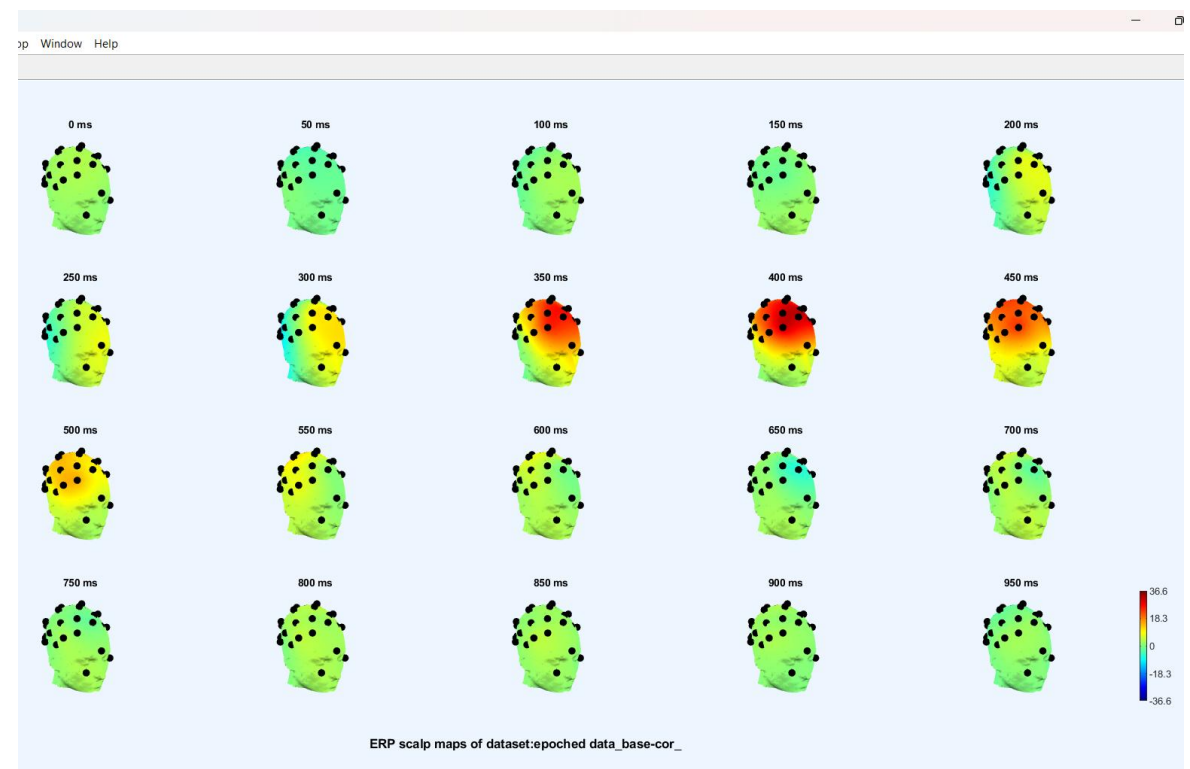 op Window Help
0 ms 50 ms 100 ms 150 ms 200 ms
250 ms 300 ms 350 ms 400 ms 450 ms
500 ms 550 ms 600 ms 650 ms 700 ms
750 ms 800 ms 850 ms 900 ms 950 ms
36.6
18.3
0
-18.3
-36.6
ERP scalp maps of dataset:epoched data_base-cor_